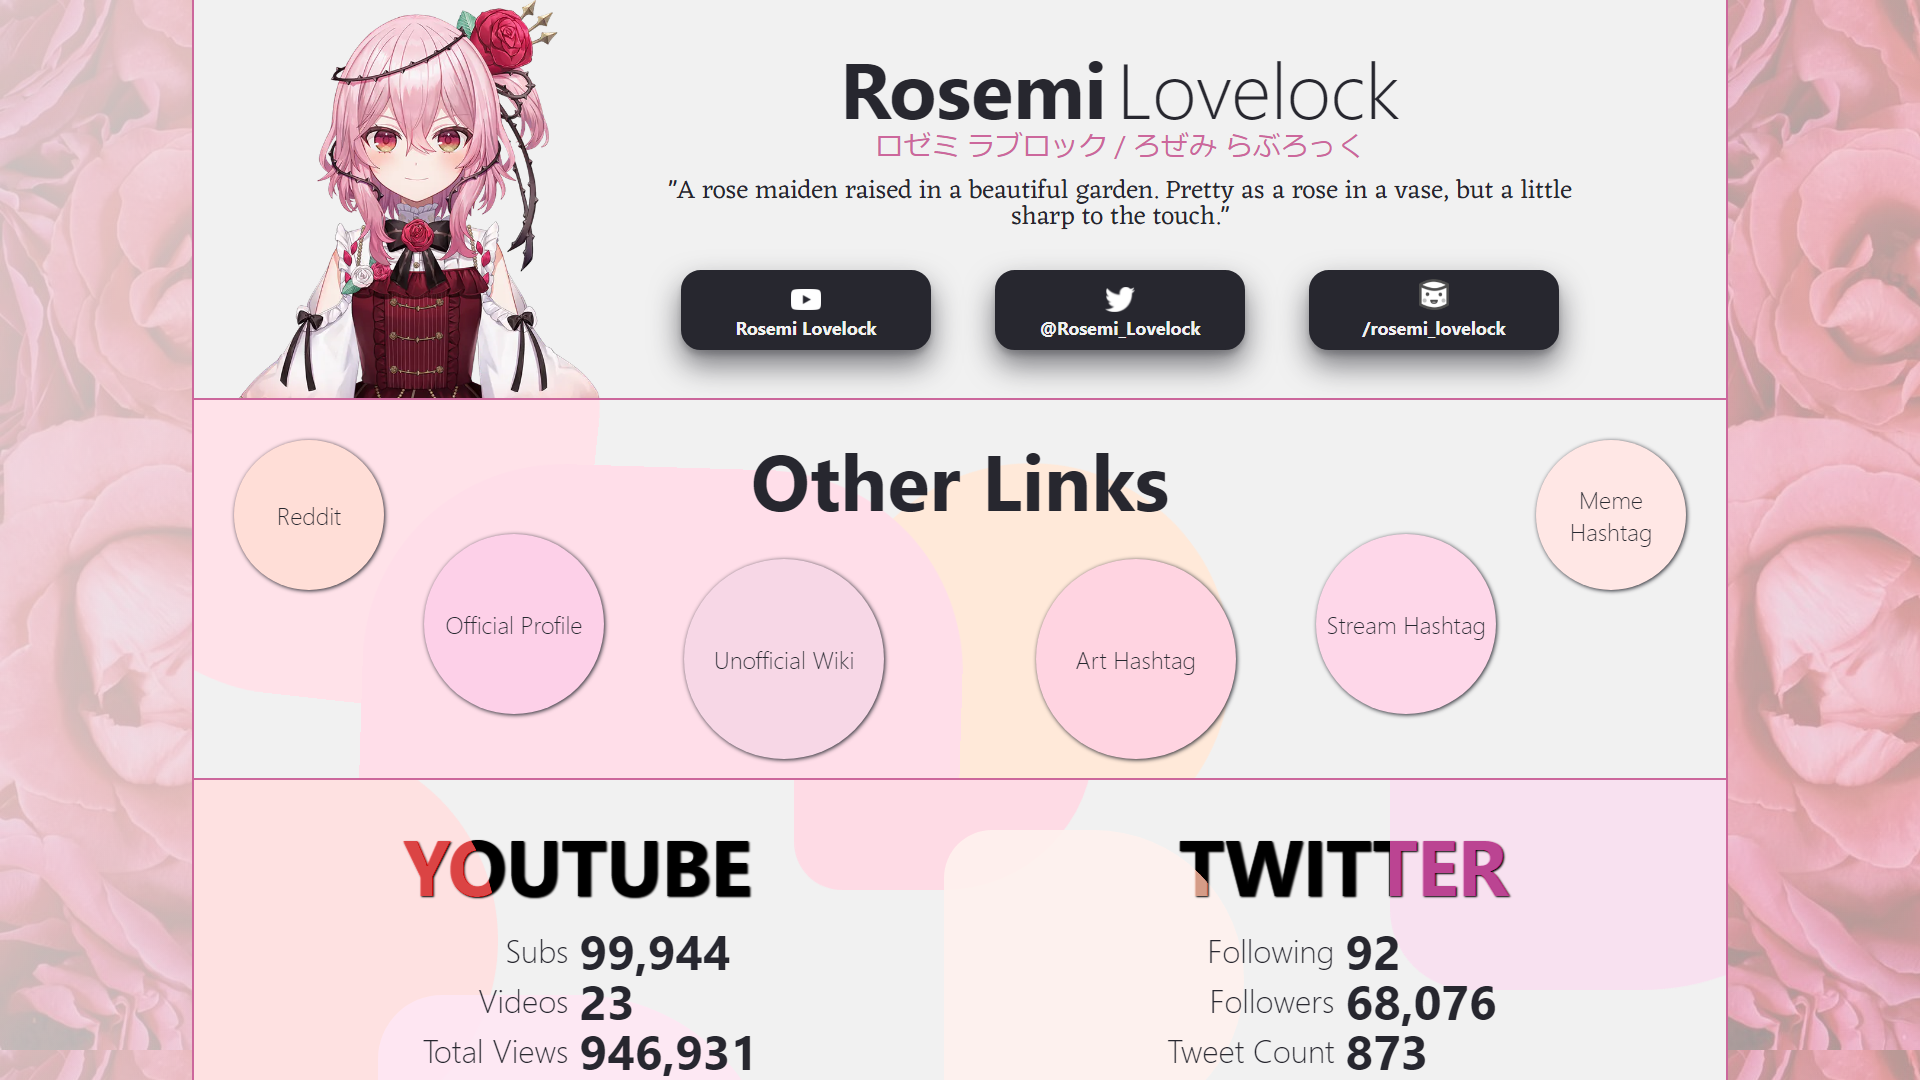 Rosemi Lovelock
ロゼミ ラブロック / ろぜみ らぶろっく
"A rose maiden raised in a beautiful garden. Pretty as a rose in a vase, but a little
sharp to the touch."
Rosemi Lovelock
@Rosemi_Lovelock
/rosemi_lovelock
Other Links
Reddit
Official Profile
Unofficial Wiki
Art Hashtag
Stream Hashtag
Meme
Hashtag
YOUTUBE
Subs 99,944
Videos 23
Total Views 946,931
TWITTER
Following 92
Followers 68,076
Tweet Count 873